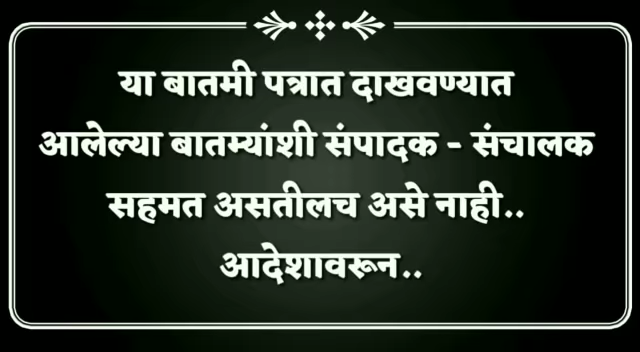 या बातमी पत्रात दाखवण्यात
आलेल्या बातम्यांशी संपादक - संचालक
सहमत असतीलच असे नाही..
आदेशावरून..